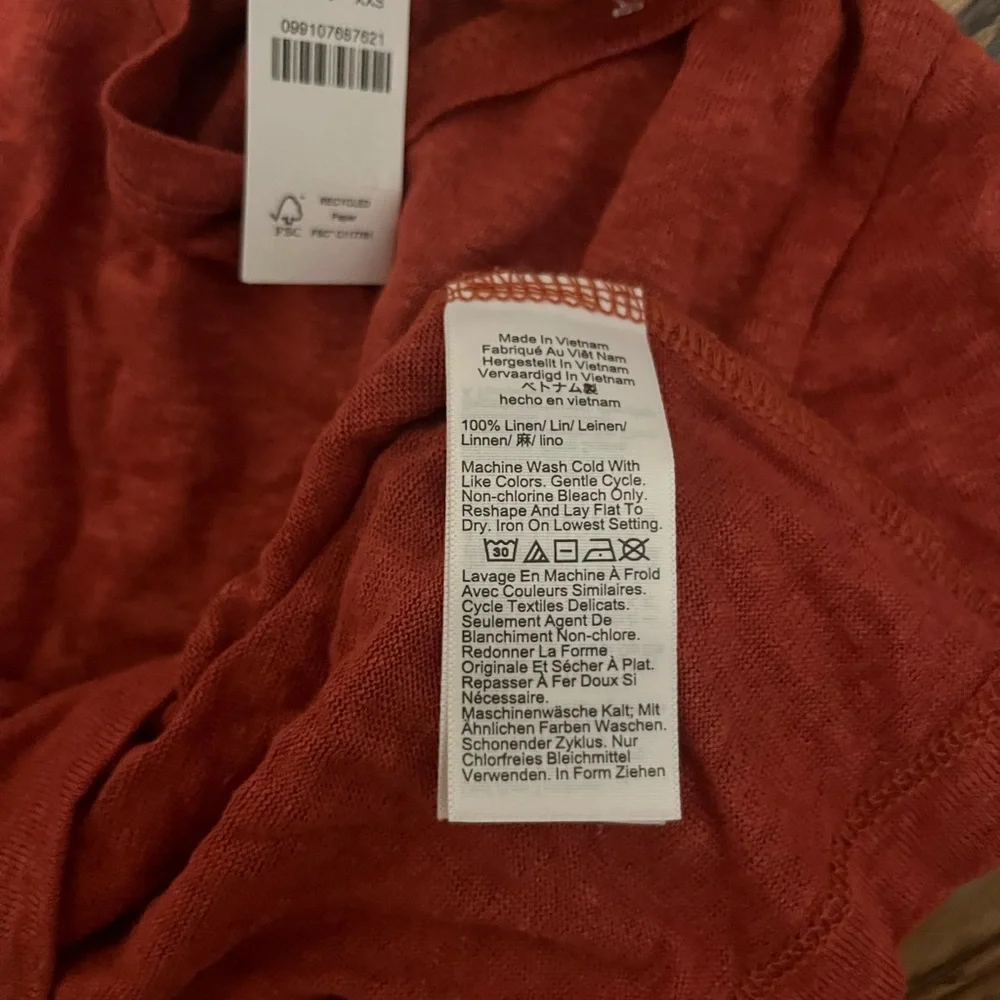 XXS
099107687621
RECYCLED
Paper
FSC
Made In Vietnam
Fabriqué Au Viêt Nam
Hergestellt In Vietnam
Vervaardigd In Vietnam
ベトナム製
hecho en vietnam
100% Linen/ Lin/ Leinen/
Linnen/ 麻/ lino
Machine Wash Cold With
Like Colors. Gentle Cycle.
Non-chlorine Bleach Only.
Reshape And Lay Flat To
Dry. Iron On Lowest Setting.
30
Lavage En Machine À Froid
Avec Couleurs Similaires.
Cycle Textiles Delicats.
Seulement Agent De
Blanchiment Non-chlore.
Redonner La Forme
Originale Et Sécher À Plat.
Repasser À Fer Doux Si
Nécessaire.
Maschinenwäsche Kalt; Mit
Ähnlichen Farben Waschen.
Schonender Zyklus. Nur
Chlorfreies Bleichmittel
Verwenden. In Form Ziehen